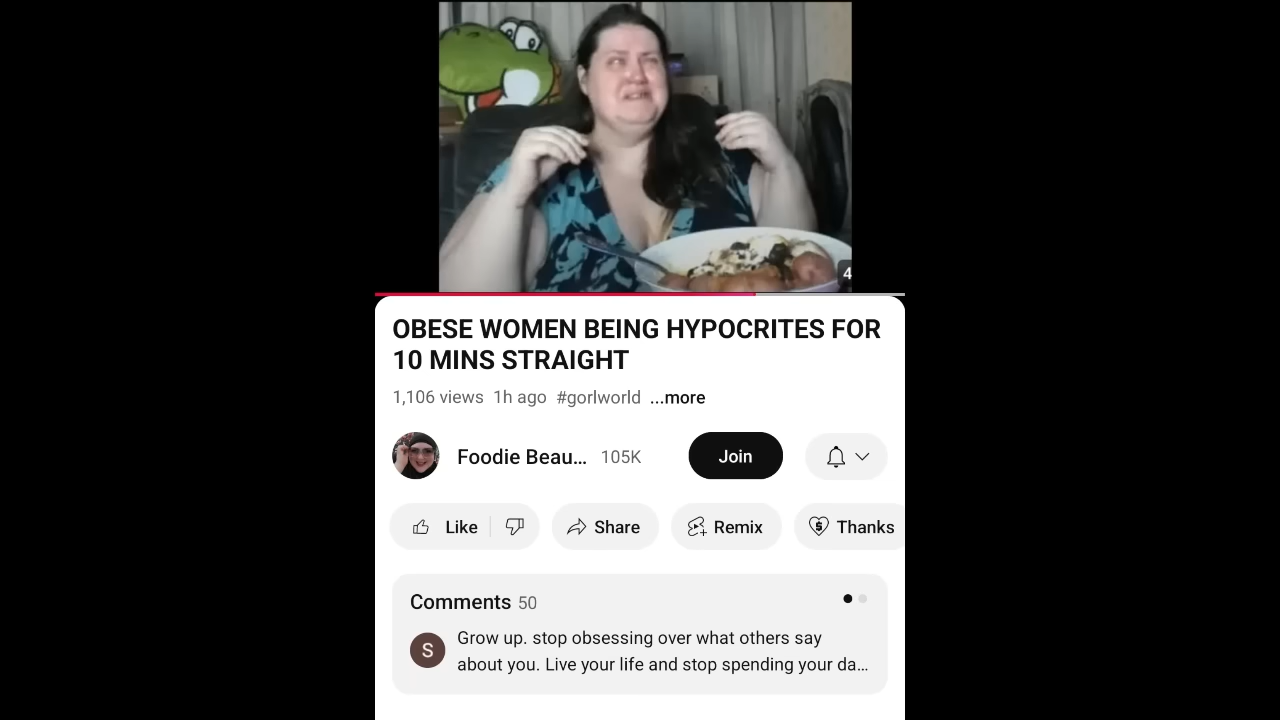 4
OBESE WOMEN BEING HYPOCRITES FOR
10 MINS STRAIGHT
1,106 views 1h ago #gorlworld ...more
Foodie Beau... 105K Join
Like Share Remix Thanks
Comments 50
S
Grow up. stop obsessing over what others say
about you. Live your life and stop spending your da...